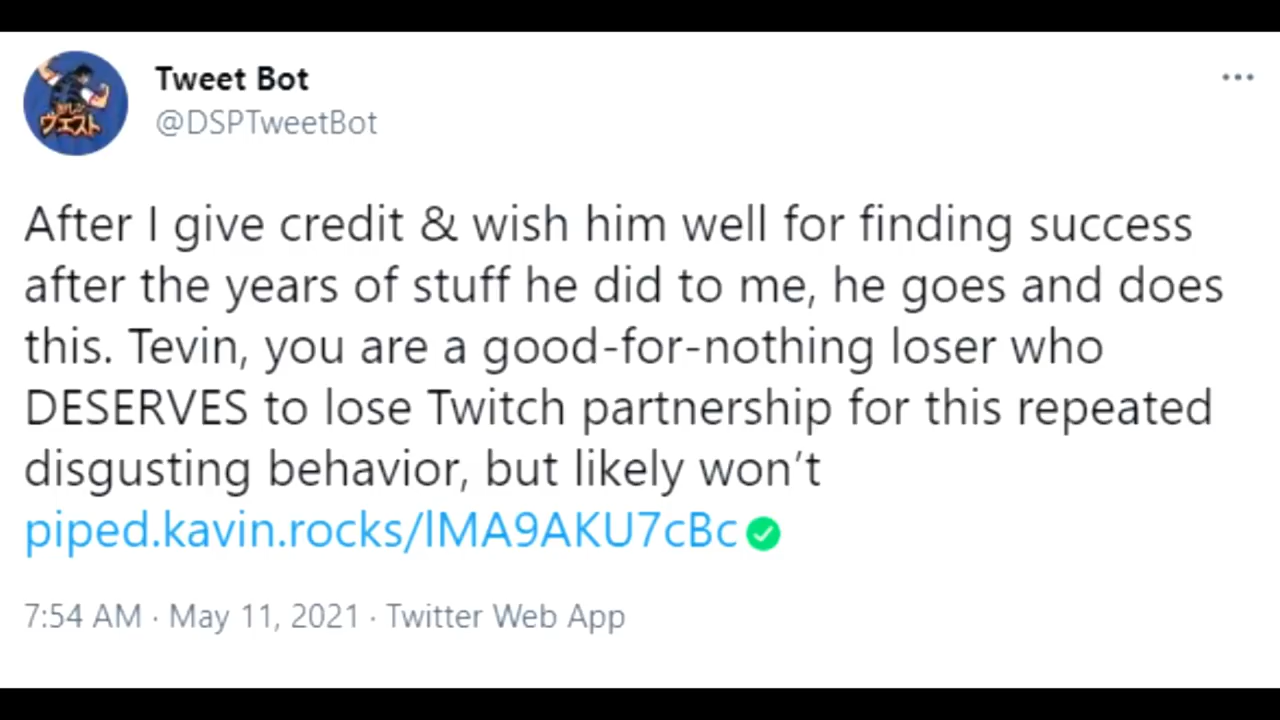 Tweet Bot
@DSPTweetBot
After I give credit & wish him well for finding success
after the years of stuff he did to me, he goes and does
this. Tevin, you are a good-for-nothing loser who
DESERVES to lose Twitch partnership for this repeated
disgusting behavior, but likely won't
piped.kavin.rocks/lMA9AKU7cBc
7:54 AM · May 11, 2021 · Twitter Web App